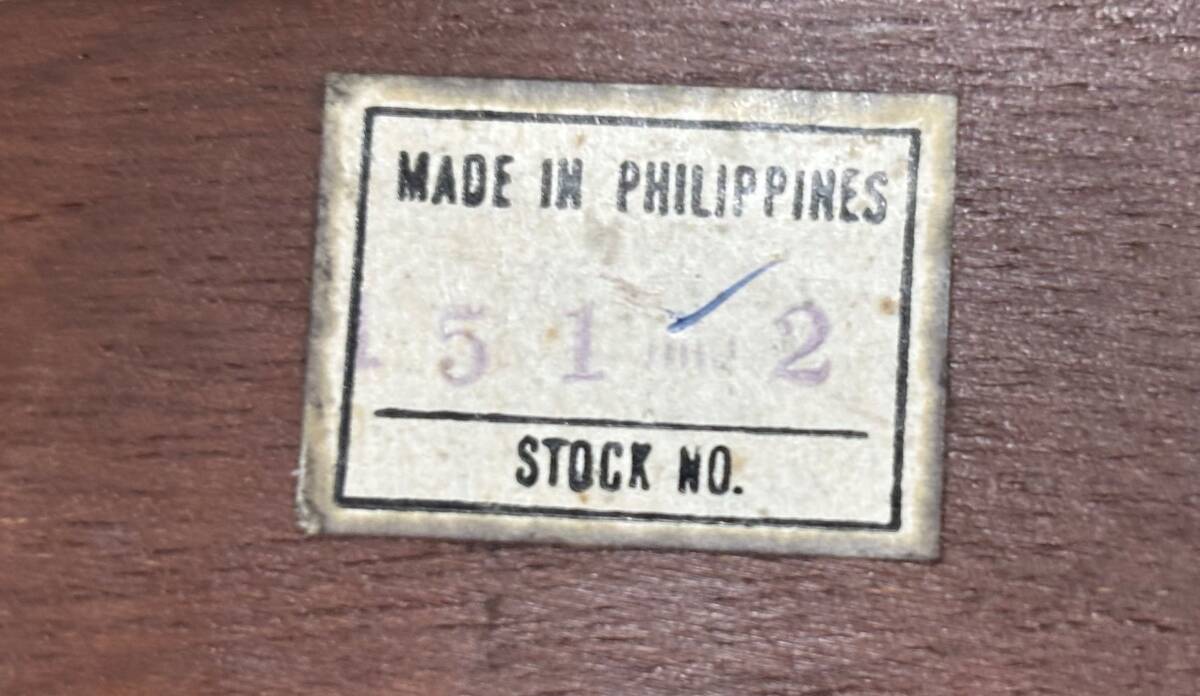 MADE IN PHILIPPINES
5 1 2
STOCK NO.